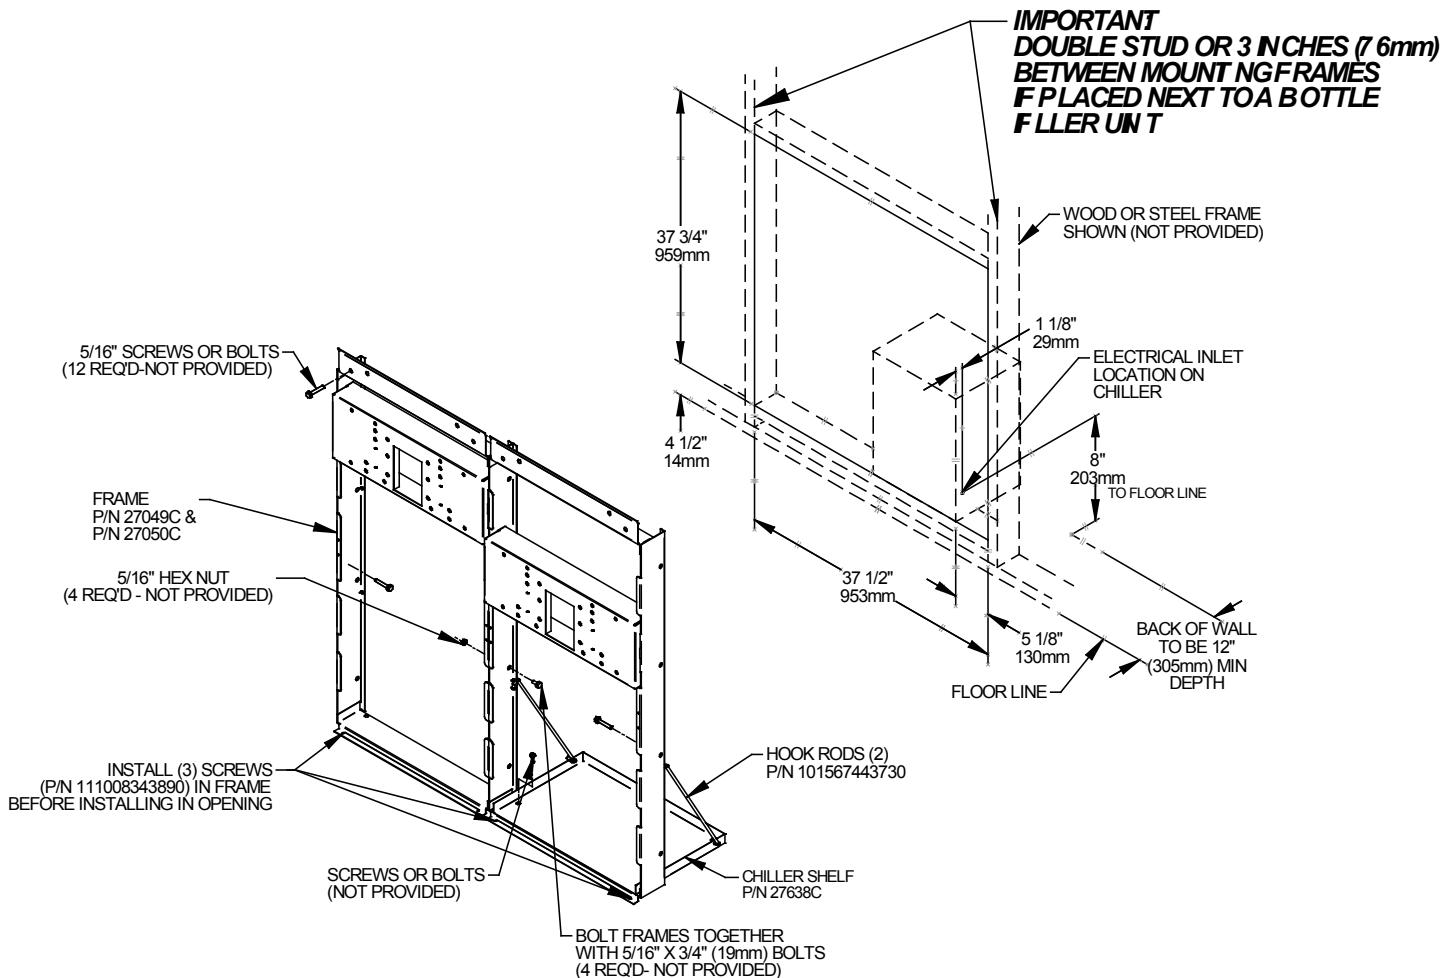 IMPORTANT
DOUBLE STUD OR 3 INCHES (7 6mm)
BETWEEN MOUNT NG FRAMES
IF PLACED NEXT TO A BOTTLE
F LLER UNI T
WOOD OR STEEL FRAME
SHOWN (NOT PROVIDED)
37 3/4"
959mm
1 1/8"
29mm
ELECTRICAL INLET
LOCATION ON
CHILLER
5/16" SCREWS OR BOLTS
(12 REQ'D-NOT PROVIDED)
4 1/2"
14mm
8"
203mm
TO FLOOR LINE
FRAME
P/N 27049C &
P/N 27050C
5/16" HEX NUT
(4 REQ'D - NOT PROVIDED)
37 1/2"
953mm
5 1/8"
130mm
BACK OF WALL
TO BE 12"
(305mm) MIN
DEPTH
FLOOR LINE
INSTALL (3) SCREWS
(P/N 111008343890) IN FRAME
BEFORE INSTALLING IN OPENING
HOOK RODS (2)
P/N 101567443730
SCREWS OR BOLTS
(NOT PROVIDED)
CHILLER SHELF
P/N 27638C
BOLT FRAMES TOGETHER
WITH 5/16" X 3/4" (19mm) BOLTS
(4 REQ'D- NOT PROVIDED)